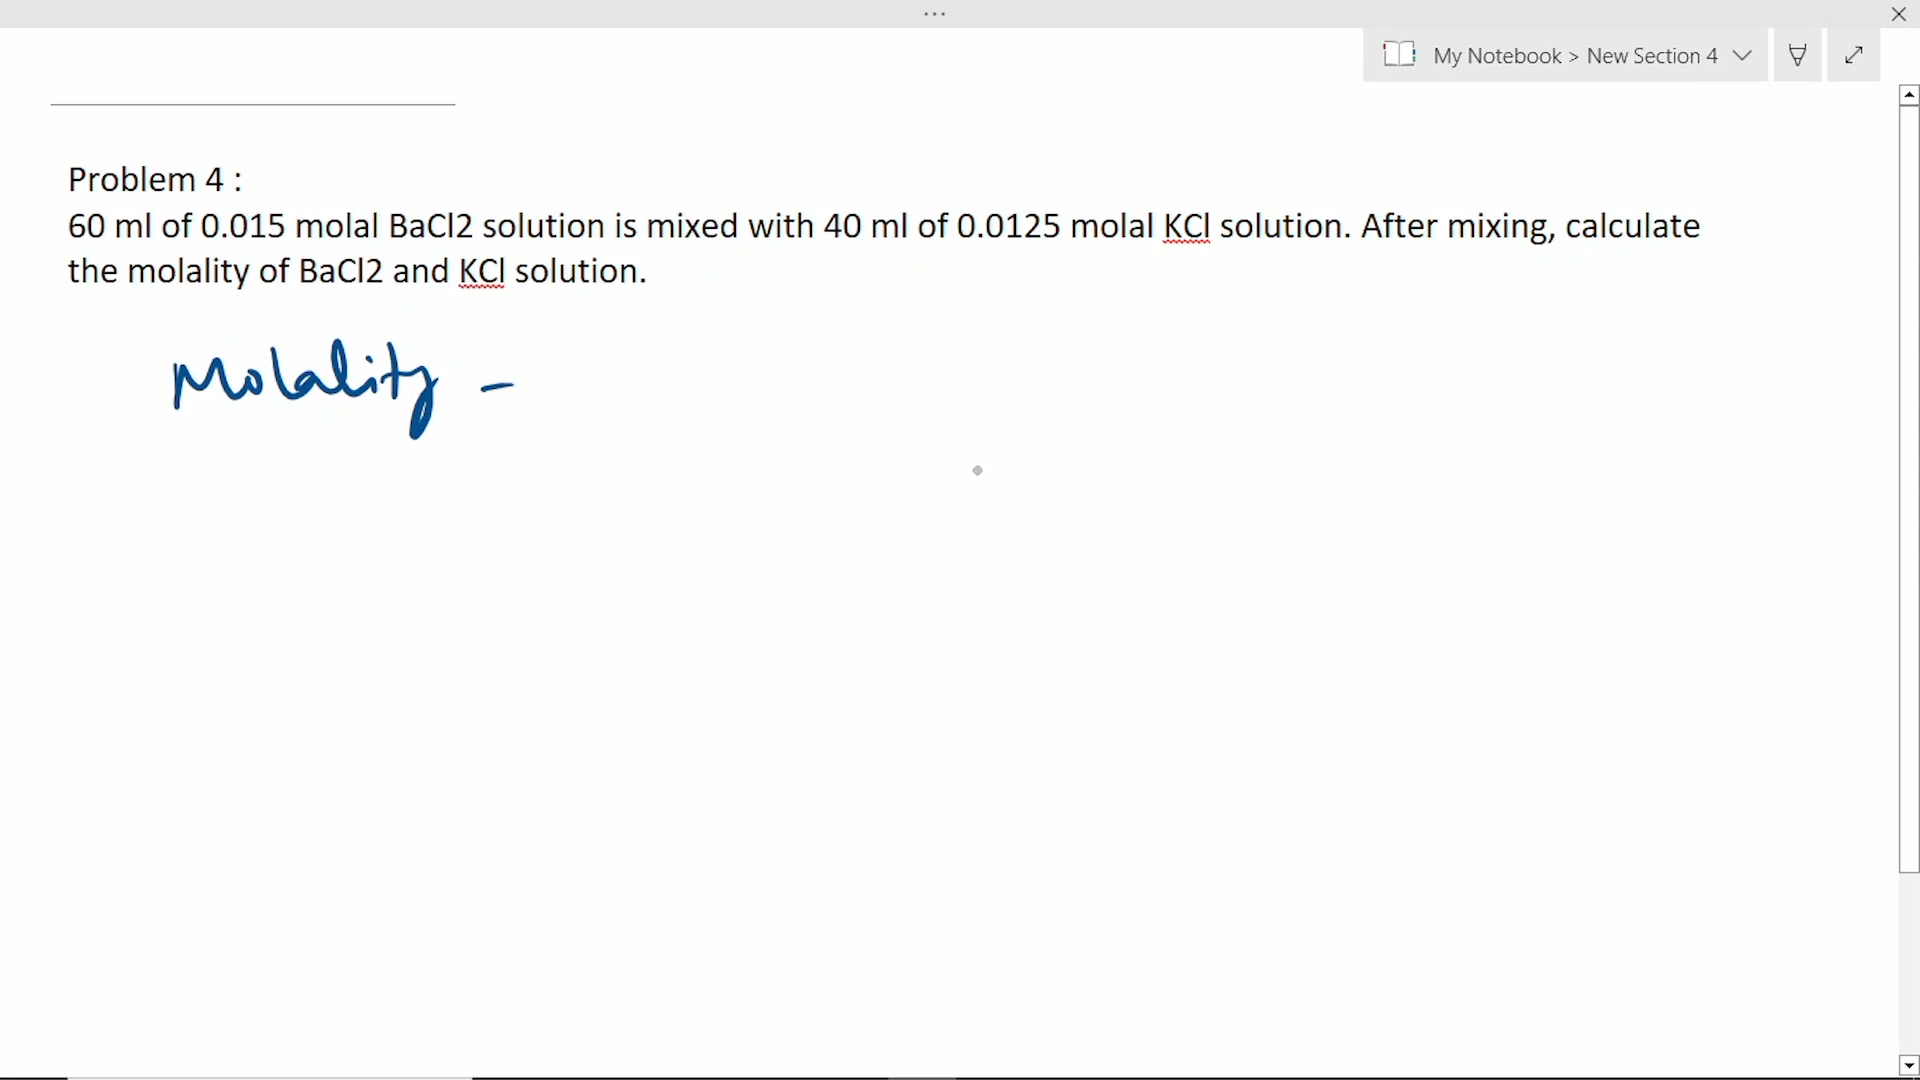 My Notebook > New Section 4
Problem 4 :
60 ml of 0.015 molal BaCl2 solution is mixed with 40 ml of 0.0125 molal KCl solution. After mixing, calculate
the molality of BaCl2 and KCl solution.
Molality -